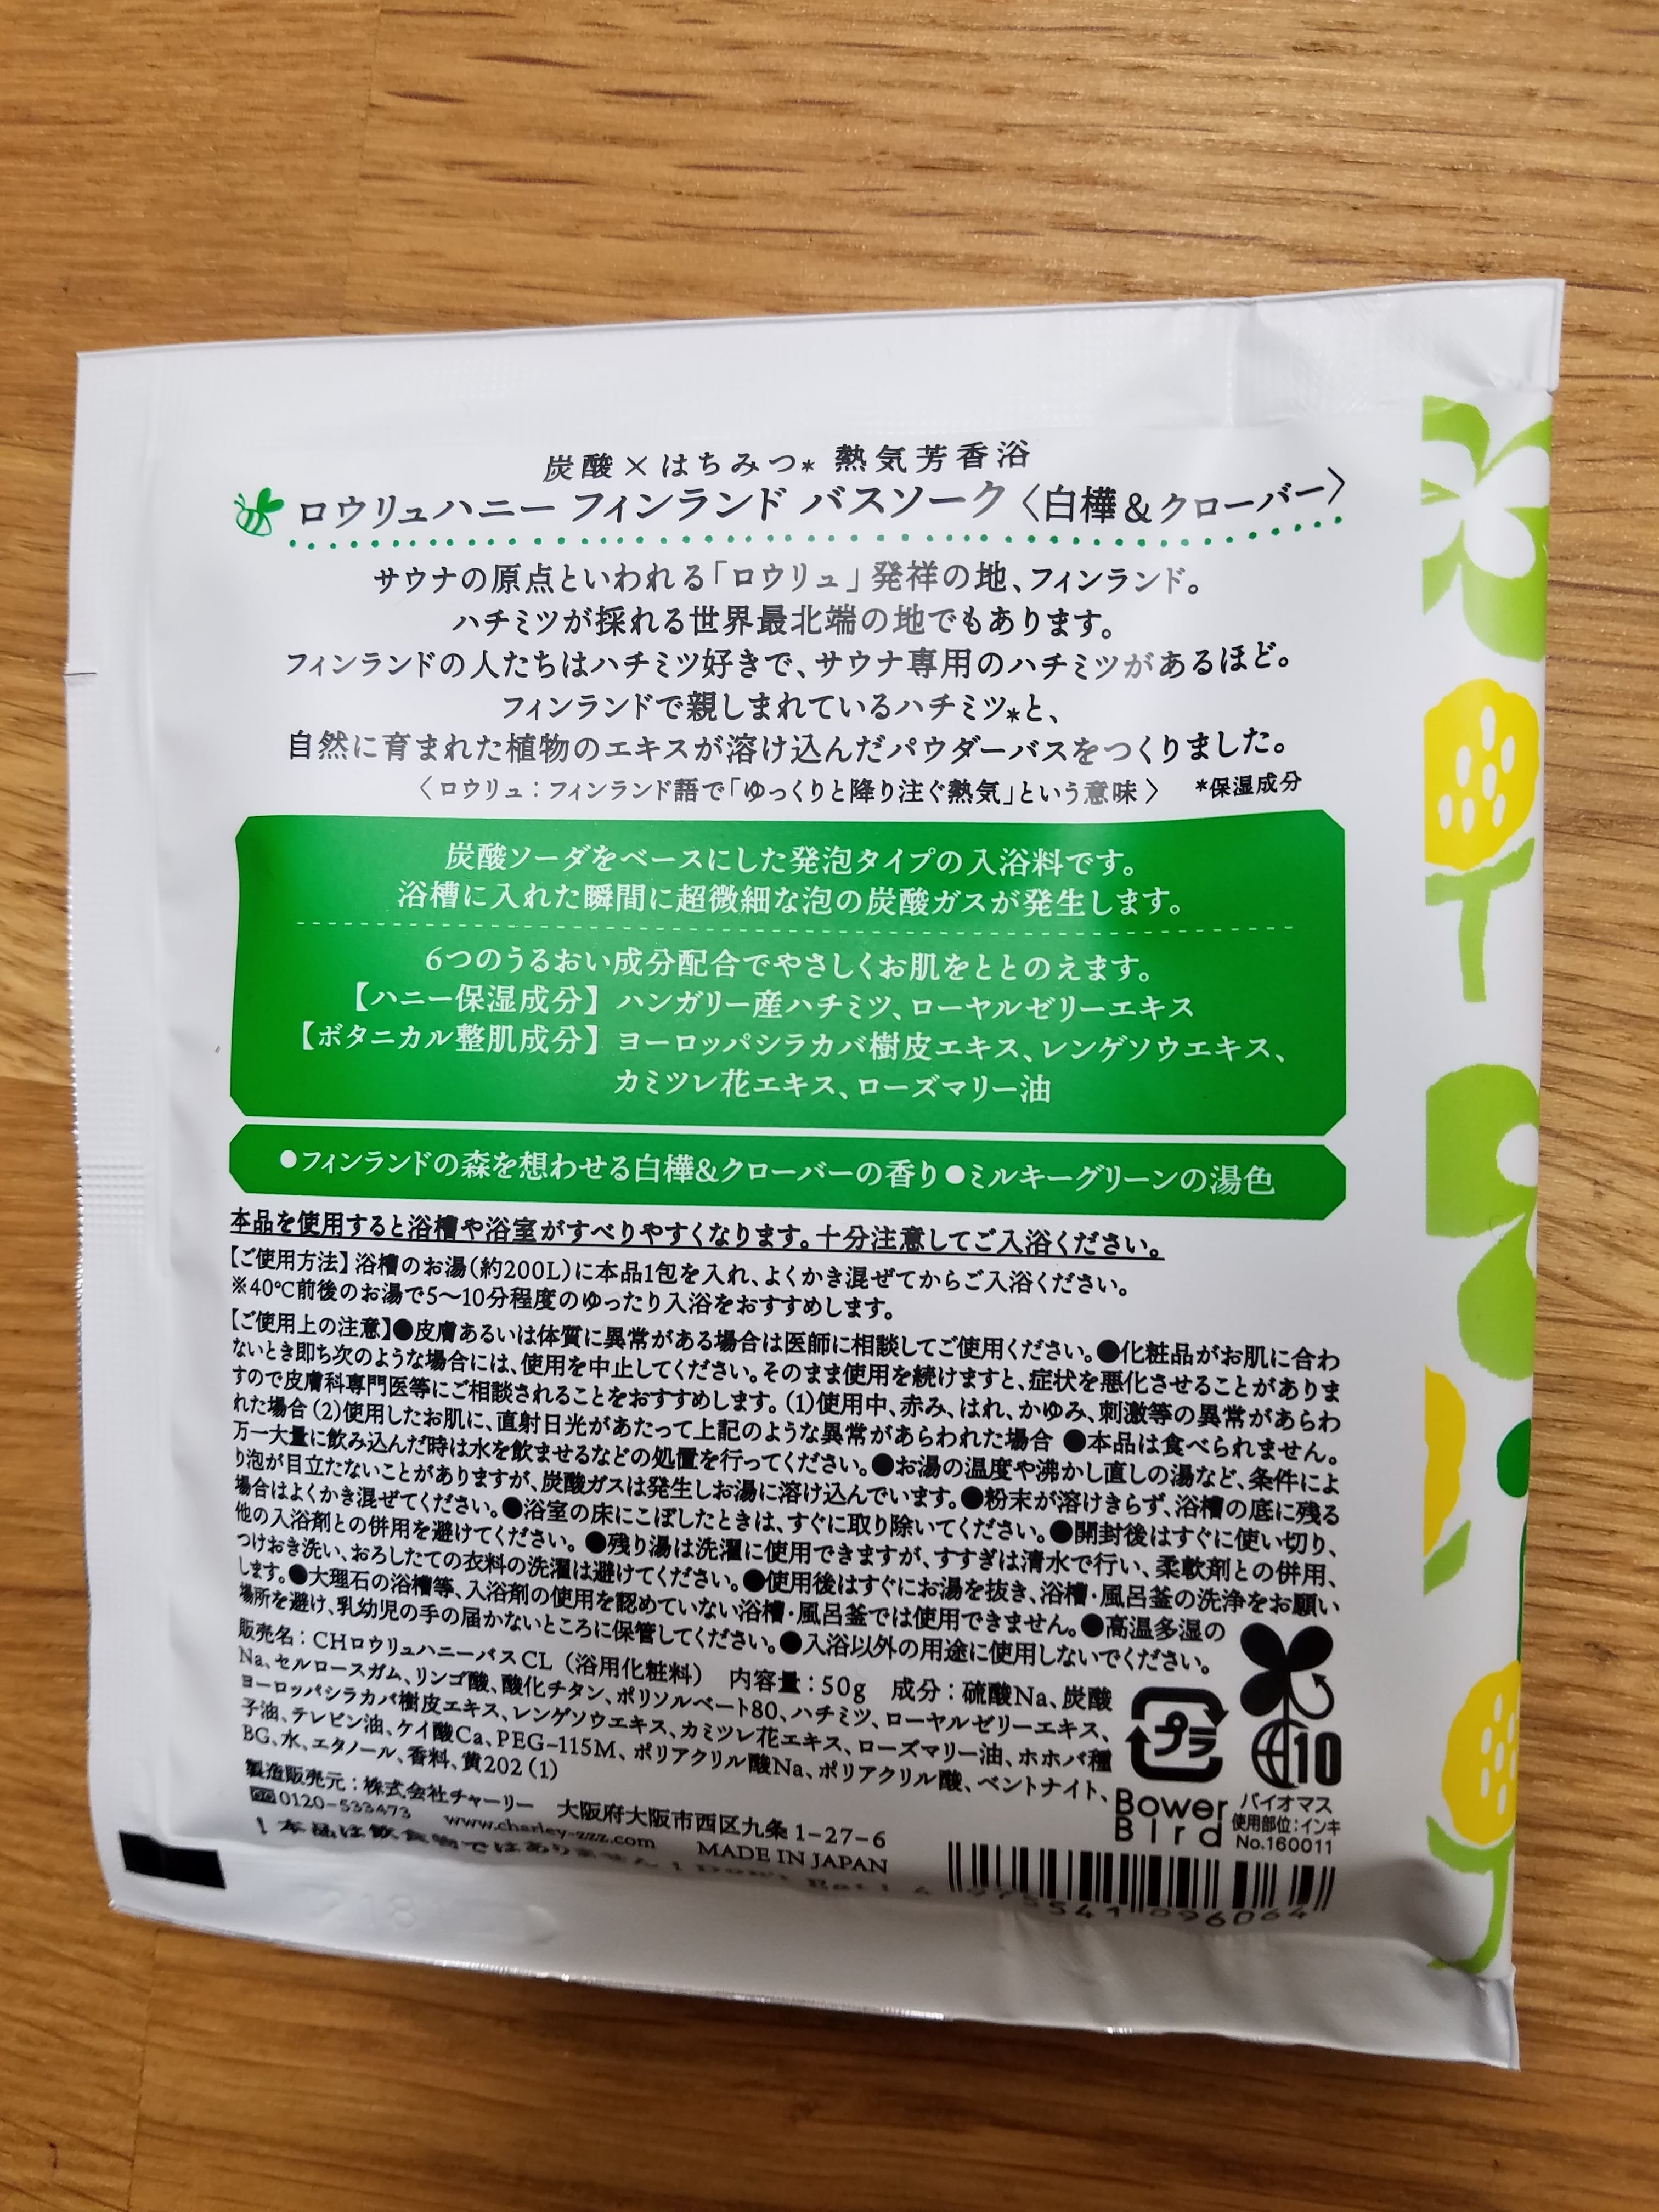 炭酸×はちみつ* 熱気芳香浴
ロウリュハニー フィンランド バスソーク〈白樺&クローバー〉
サウナの原点といわれる「ロウリュ」発祥の地、フィンランド。
ハチミツが採れる世界最北端の地でもあります。
フィンランドの人たちはハチミツ好きで、サウナ専用のハチミツがあるほど。
フィンランドで親しまれているハチミツ*と、
自然に育まれた植物のエキスが溶け込んだパウダーバスをつくりました。
〈ロウリュ：フィンランド語で「ゆっくりと降り注ぐ熱気」という意味〉 *保湿成分
炭酸ソーダをベースにした発泡タイプの入浴料です。
浴槽に入れた瞬間に超微細な泡の炭酸ガスが発生します。
6つのうるおい成分配合でやさしくお肌をととのえます。
【ハニー保湿成分】ハンガリー産ハチミツ、ローヤルゼリーエキス
【ボタニカル整肌成分】ヨーロッパシラカバ樹皮エキス、レンゲソウエキス、
カミツレ花エキス、ローズマリー油
●フィンランドの森を想わせる白樺&クローバーの香り●ミルキーグリーンの湯色
本品を使用すると浴槽や浴室がすべりやすくなります。十分注意してご入浴ください。
【ご使用方法】浴槽のお湯(約200L)に本品1包を入れ、よくかき混ぜてからご入浴ください。
※40℃前後のお湯で5〜10分程度のゆったり入浴をおすすめします。
【ご使用上の注意】●皮膚あるいは体質に異常がある場合は医師に相談してご使用ください。●化粧品がお肌に合わ
ないとき即ち次のような場合には、使用を中止してください。そのまま使用を続けますと、症状を悪化させることがありま
すので皮膚科専門医等にご相談されることをおすすめします。(1)使用中、赤み、はれ、かゆみ、刺激等の異常があらわ
れた場合(2)使用したお肌に、直射日光があたって上記のような異常があらわれた場合 ●本品は食べられません。
万一大量に飲み込んだ時は水を飲ませるなどの処置を行ってください。●お湯の温度や沸かし直しの湯など、条件によ
り泡が目立たないことがありますが、炭酸ガスは発生しお湯に溶け込んでいます。●粉末が溶けきらず、浴槽の底に残る
場合はよくかき混ぜてください。●浴室の床にこぼしたときは、すぐに取り除いてください。●開封後はすぐに使い切り、
他の入浴剤との併用を避けてください。●残り湯は洗濯に使用できますが、すすぎは清水で行い、柔軟剤との併用、
つけおき洗い、おろしたての衣料の洗濯は避けてください。●使用後はすぐにお湯を抜き、浴槽・風呂釜の洗浄をお願い
します。●大理石の浴槽等、入浴剤の使用を認めていない浴槽・風呂釜では使用できません。●高温多湿の
場所を避け、乳幼児の手の届かないところに保管してください。●入浴以外の用途に使用しないでください。
販売名：CHロウリュハニーバスCL（浴用化粧料） 内容量：50g 成分：硫酸Na、炭酸
Na、セルロースガム、リンゴ酸、酸化チタン、ポリソルベート80、ハチミツ、ローヤルゼリーエキス、
ヨーロッパシラカバ樹皮エキス、レンゲソウエキス、カミツレ花エキス、ローズマリー油、ホホバ種
子油、テレビン油、ケイ酸Ca、PEG-115M、ポリアクリル酸Na、ポリアクリル酸、ベントナイト、
BG、水、エタノール、香料、黄202(1)
製造販売元：株式会社チャーリー 大阪府大阪市西区九条1-27-6
0120-533473 www.charley-zzz.com MADE IN JAPAN
！本品は飲食物ではありません！Don't Eat！
プラ
10
Bower
Bird
バイオマス
使用部位：インキ
No.160011
4 975541 096064